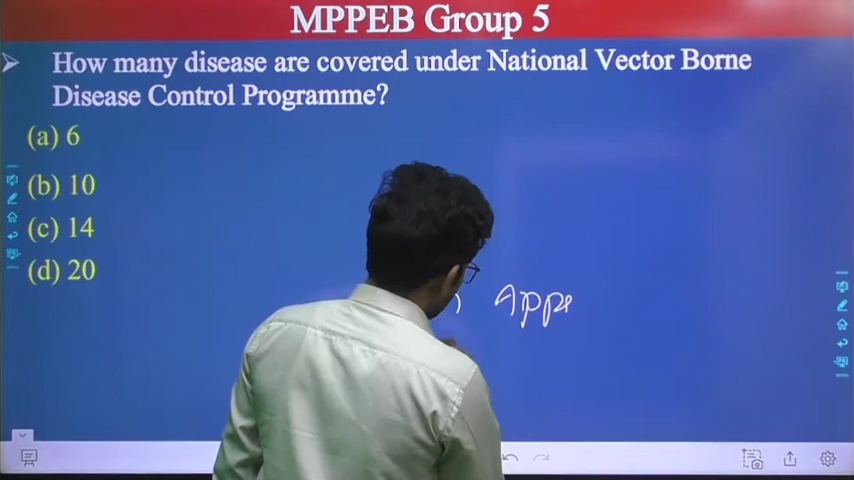 MPPEB Group 5
How many disease are covered under National Vector Borne
Disease Control Programme?
(a) 6
(b) 10
(c) 14
(d) 20